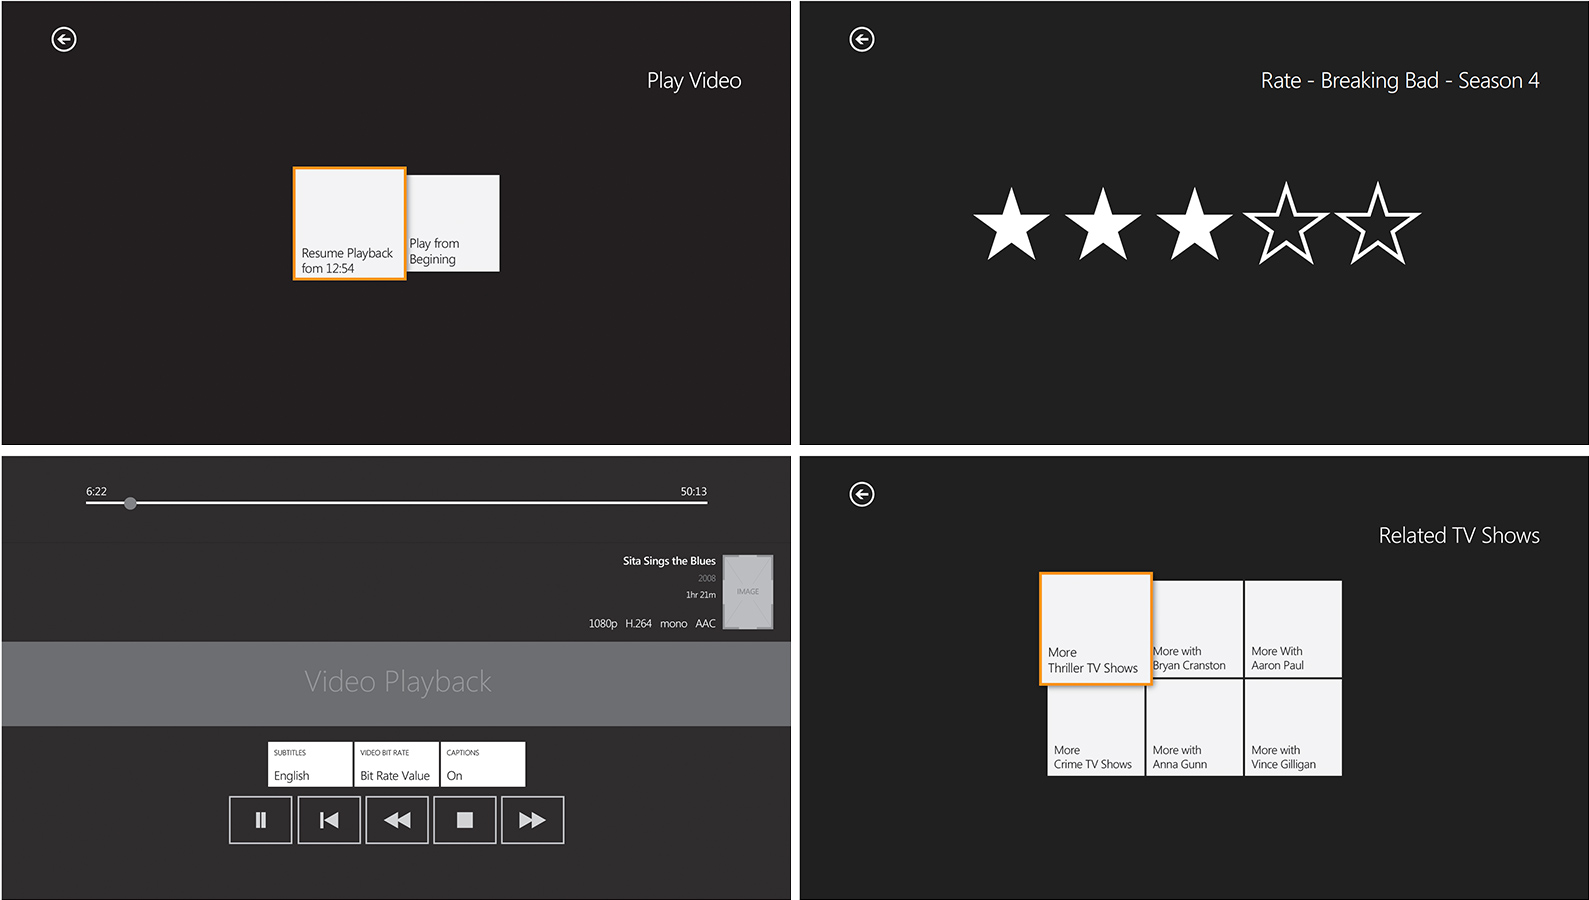 Play Video
Resume Playback
fom 12:54
Play from
Begining
Rate - Breaking Bad - Season 4
6:22
50:13
Sita Sings the Blues
2008
1hr 21m
1080p H.264 mono AAC
IMAGE
Video Playback
SUBTITLES
English
VIDEO BIT RATE
Bit Rate Value
CAPTIONS
On
Related TV Shows
More
Thriller TV Shows
More with
Bryan Cranston
More With
Aaron Paul
More
Crime TV Shows
More with
Anna Gunn
More with
Vince Gilligan